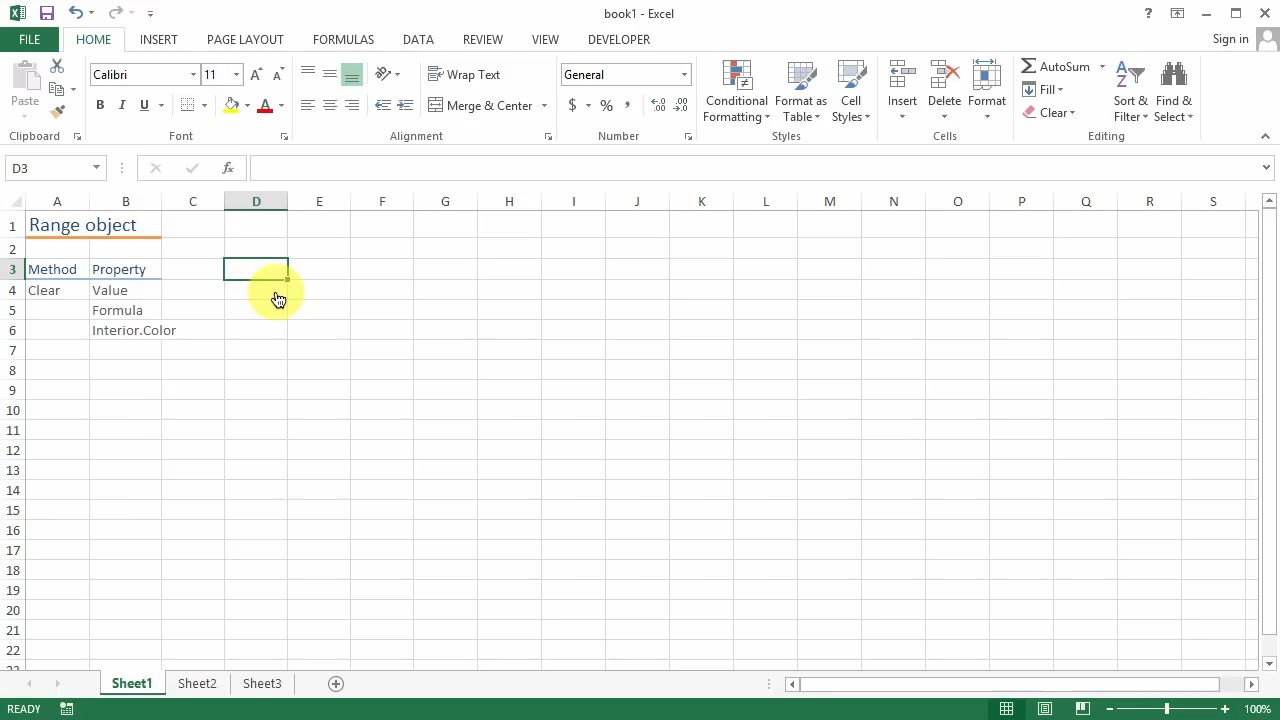 book1 - Excel
?
FILE HOME INSERT PAGE LAYOUT FORMULAS DATA REVIEW VIEW DEVELOPER Sign in
Paste
Clipboard
Calibri 11
B I U A
Font
Wrap Text
Merge & Center
Alignment
General
$ % ,
Number
Conditional Formatting
Format as Table
Cell Styles
Styles
Insert Delete Format
Cells
AutoSum
Fill
Clear
Sort & Filter
Find & Select
Editing
D3 fx
A B C D E F G H I J K L M N O P Q R S
1 Range object
2
3 Method Property
4 Clear Value
5 Formula
6 Interior.Color
7
8
9
10
11
12
13
14
15
16
17
18
19
20
21
22
23
Sheet1 Sheet2 Sheet3
READY 100%